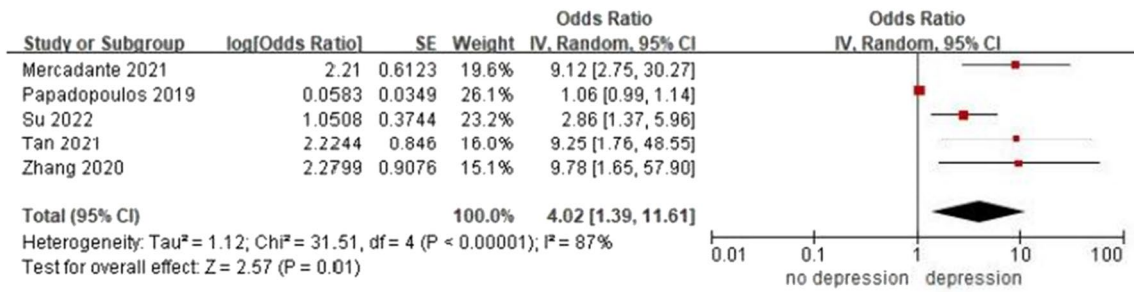 Odds Ratio Odds Ratio
Study or Subgroup log[Odds Ratio] SE Weight IV, Random, 95% CI IV, Random, 95% CI
Mercadante 2021 2.21 0.6123 19.6% 9.12 [2.75, 30.27]
Papadopoulos 2019 0.0583 0.0349 26.1% 1.06 [0.99, 1.14]
Su 2022 1.0508 0.3744 23.2% 2.86 [1.37, 5.96]
Tan 2021 2.2244 0.846 16.0% 9.25 [1.76, 48.55]
Zhang 2020 2.2799 0.9076 15.1% 9.78 [1.65, 57.90]
Total (95% CI) 100.0% 4.02 [1.39, 11.61]
Heterogeneity: Tau² = 1.12; Chi² = 31.51, df = 4 (P < 0.00001); I² = 87%
Test for overall effect: Z = 2.57 (P = 0.01)
0.01 0.1 1 10 100
no depression depression